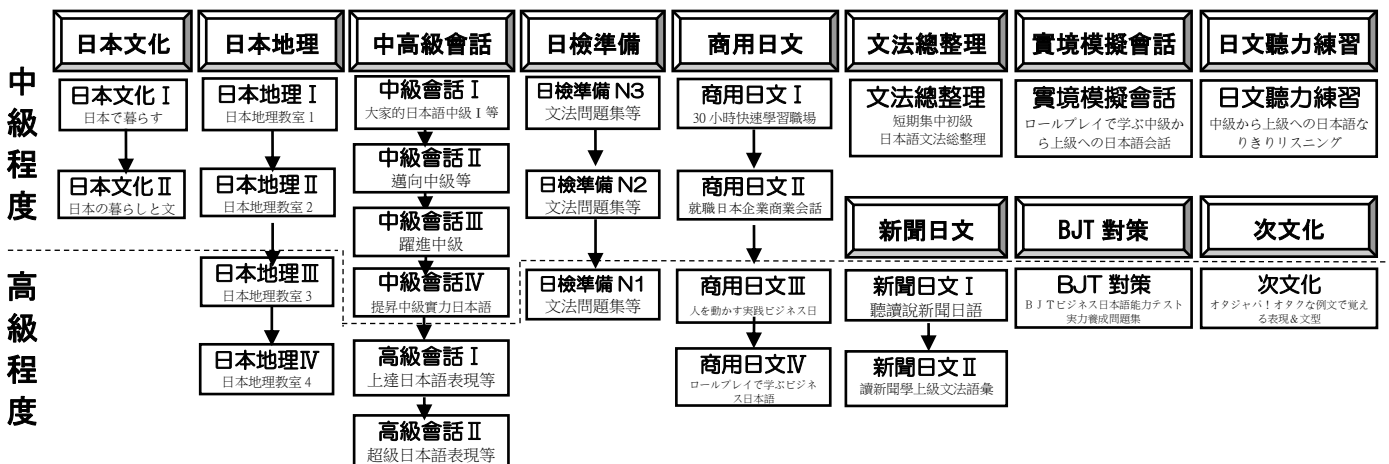 日本文化
日本地理
中高級會話
日檢準備
商用日文
文法總整理
實境模擬會話
日文聽力練習
中級程度
日本文化 I
日本で暮らす
日本文化 II
日本の暮らしと文
日本地理 I
日本地理教室 1
日本地理 II
日本地理教室 2
日本地理III
日本地理教室 3
日本地理IV
日本地理教室 4
中級會話 I
大家的日本語中級 I 等
中級會話 II
邁向中級等
中級會話III
躍進中級
中級會話IV
提昇中級實力日本語
高級會話 I
上達日本語表現等
高級會話 II
超級日本語表現等
日檢準備 N3
文法問題集等
日檢準備 N2
文法問題集等
日檢準備 N1
文法問題集等
商用日文 I
30 小時快速學習職場
商用日文 II
就職日本企業商業会話
商用日文III
人を動かす実践ビジネス日
商用日文IV
ロールプレイで学ぶビジネ
ス日本語
文法總整理
短期集中初級
日本語文法総整理
實境模擬會話
ロールプレイで学ぶ中級か
ら上級への日本語会話
日文聽力練習
中級から上級への日本語な
りきりリスニング
新聞日文
BJT 對策
次文化
高級程度
新聞日文 I
聽讀說新聞日語
新聞日文 II
讀新聞學上級文法語彙
BJT 對策
BJTビジネス日本語能力テスト
実力養成問題集
次文化
オタジャパ!オタクな例文で覚え
る表現&文型